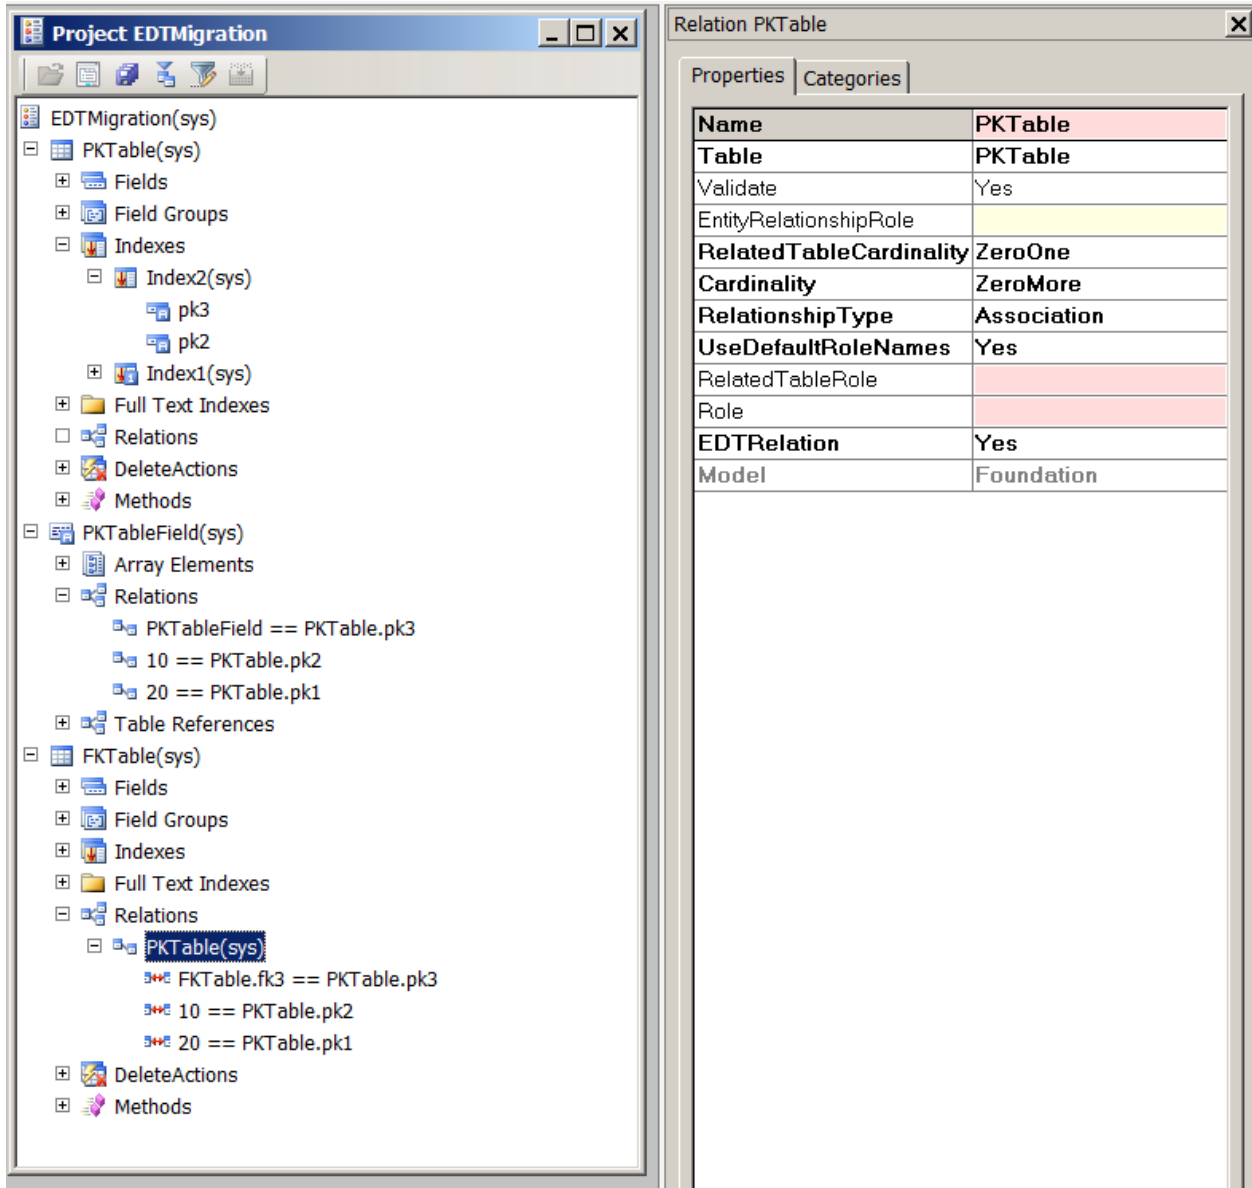 Project EDTMigration
EDTMigration(sys)
PKTable(sys)
Fields
Field Groups
Indexes
Index2(sys)
pk3
pk2
Index1(sys)
Full Text Indexes
Relations
DeleteActions
Methods
PKTableField(sys)
Array Elements
Relations
PKTableField == PKTable.pk3
10 == PKTable.pk2
20 == PKTable.pk1
Table References
FKTable(sys)
Fields
Field Groups
Indexes
Full Text Indexes
Relations
PKTable(sys)
FKTable.fk3 == PKTable.pk3
10 == PKTable.pk2
20 == PKTable.pk1
DeleteActions
Methods
Relation PKTable
Properties Categories
Name PKTable
Table PKTable
Validate Yes
EntityRelationshipRole
RelatedTableCardinality ZeroOne
Cardinality ZeroMore
RelationshipType Association
UseDefaultRoleNames Yes
RelatedTableRole
Role
EDTRelation Yes
Model Foundation